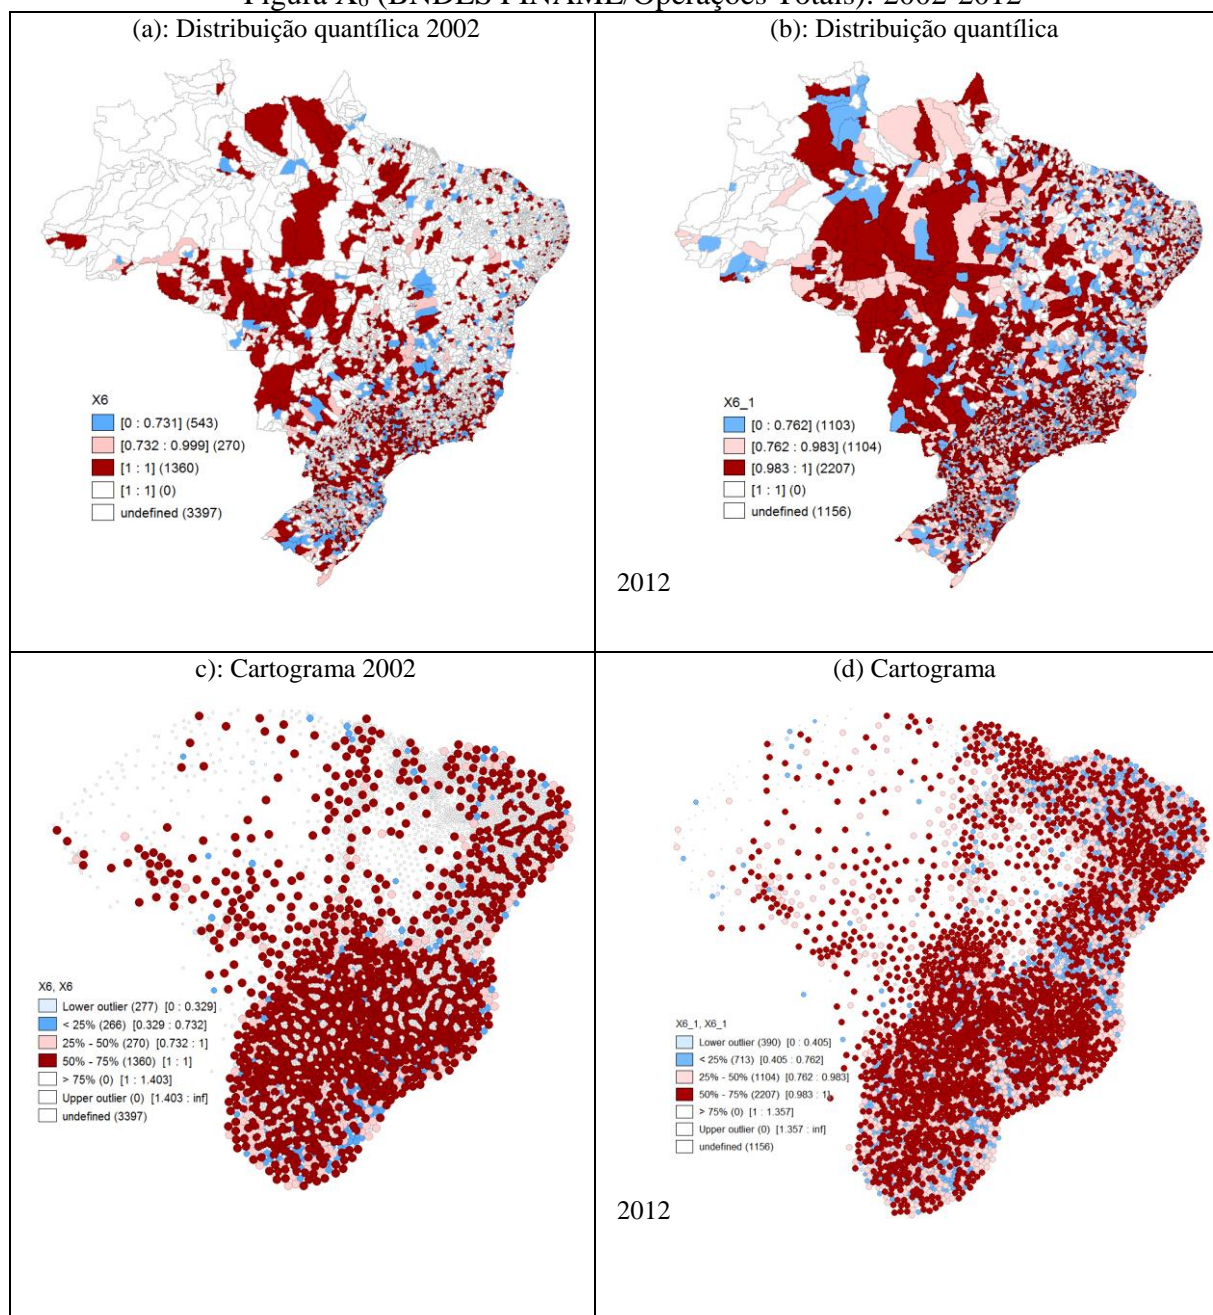 Figura X₆ (BNDES FINAME/Operações Totais): 2002-2012
(a): Distribuição quantílica 2002
X6
[0 : 0.731] (543)
[0.732 : 0.999] (270)
[1 : 1] (1360)
[1 : 1] (0)
undefined (3397)
(b): Distribuição quantílica
X6_1
[0 : 0.762] (1103)
[0.762 : 0.983] (1104)
[0.983 : 1] (2207)
[1 : 1] (0)
undefined (1156)
2012
c): Cartograma 2002
X6, X6
Lower outlier (277) [0 : 0.329]
< 25% (266) [0.329 : 0.732]
25% - 50% (270) [0.732 : 1]
50% - 75% (1360) [1 : 1]
> 75% (0) [1 : 1.403]
Upper outlier (0) [1.403 : inf]
undefined (3397)
(d) Cartograma
X6_1, X6_1
Lower outlier (390) [0 : 0.405]
< 25% (713) [0.405 : 0.762]
25% - 50% (1104) [0.762 : 0.983]
50% - 75% (2207) [0.983 : 1]
> 75% (0) [1 : 1.357]
Upper outlier (0) [1.357 : inf]
undefined (1156)
2012